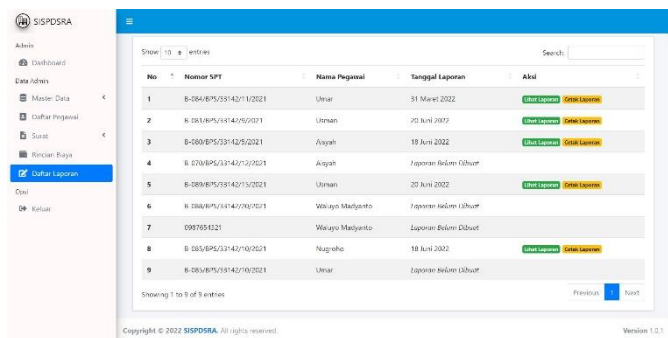 SISPDSRA
Admin
Dashboard
Data Admin
Master Data
Daftar Pegawai
Surat
Rincian Biaya
Daftar Laporan
Opsi
Keluar
Show 10 entries
Search:
No Nomor SPT Nama Pegawai Tanggal Laporan Aksi
1 B-084/BPS/33142/11/2021 Umar 31 Maret 2022 Lihat Laporan Cetak Laporan
2 B-081/BPS/33142/9/2021 Utsman 20 Juni 2022 Lihat Laporan Cetak Laporan
3 B-080/BPS/33142/5/2021 Aisyah 18 Juni 2022 Lihat Laporan Cetak Laporan
4 B-070/BPS/33142/12/2021 Aisyah Laporan Belum Dibuat
5 B-089/BPS/33142/15/2021 Utsman 20 Juni 2022 Lihat Laporan Cetak Laporan
6 B-088/BPS/33142/20/2021 Waluyo Madyanto Laporan Belum Dibuat
7 0987654321 Waluyo Madyanto Laporan Belum Dibuat
8 B-085/BPS/33142/10/2021 Nugroho 18 Juni 2022 Lihat Laporan Cetak Laporan
9 B-085/BPS/33142/10/2021 Umar Laporan Belum Dibuat
Showing 1 to 9 of 9 entries
Previous 1 Next
Copyright © 2022 SISPDSRA. All rights reserved.
Version 1.0.1